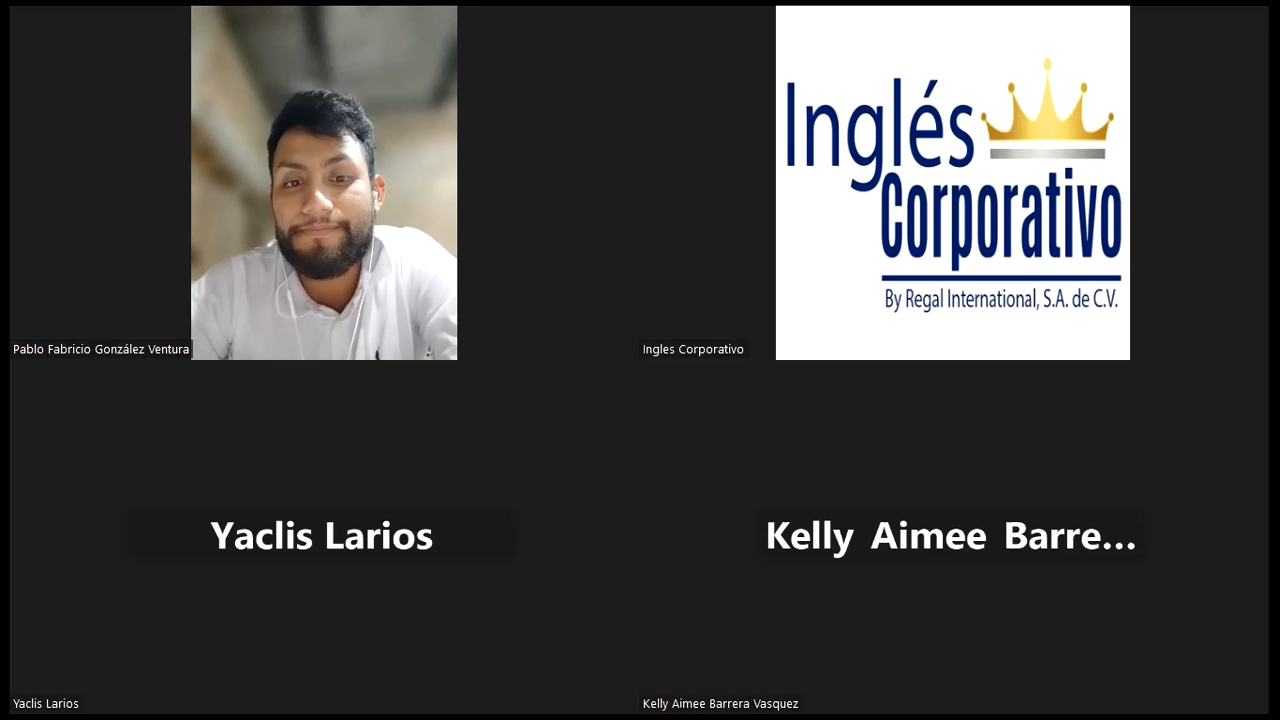 Inglés
Corporativo
By Regal International, S.A. de C.V.
Pablo Fabricio González Ventura
Ingles Corporativo
Yaclis Larios
Kelly Aimee Barre...
Yaclis Larios
Kelly Aimee Barrera Vasquez